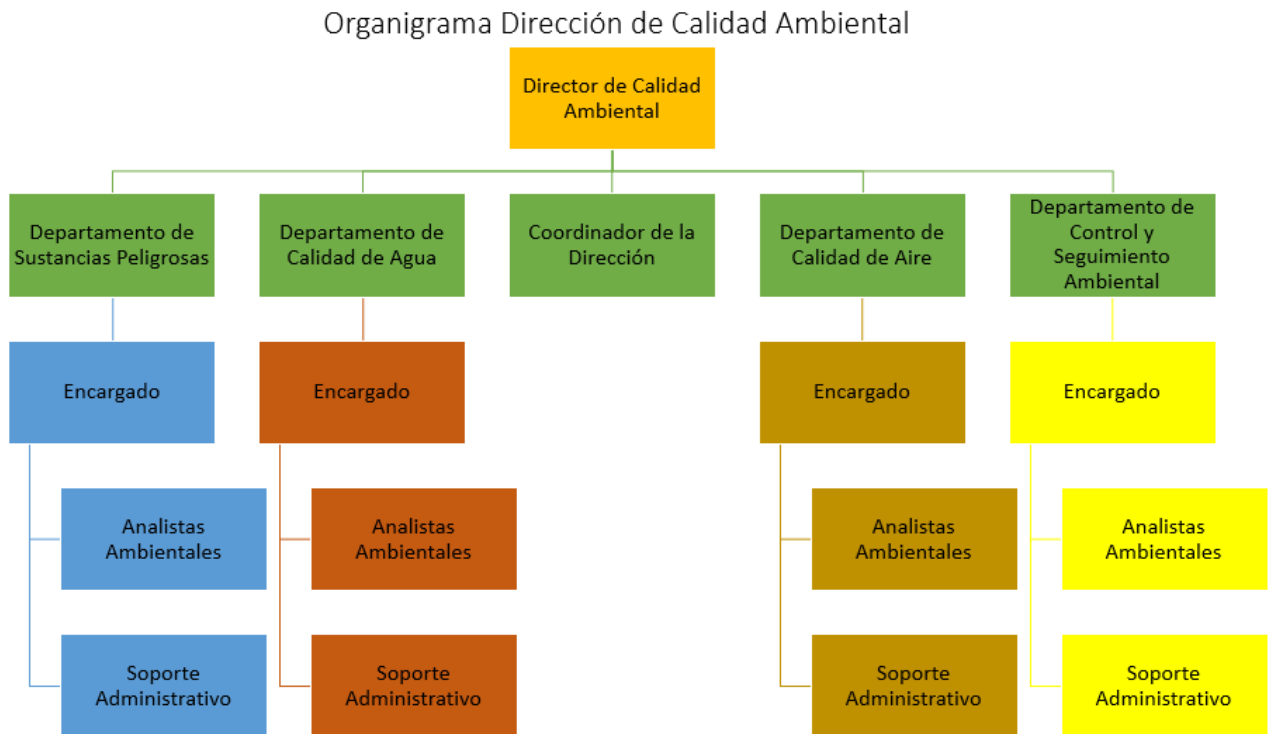 Organigrama Dirección de Calidad Ambiental
Director de Calidad
Ambiental
Departamento de
Sustancias Peligrosas
Departamento de
Calidad de Agua
Coordinador de la
Dirección
Departamento de
Calidad de Aire
Departamento de
Control y
Seguimiento
Ambiental
Encargado
Encargado
Encargado
Encargado
Analistas
Ambientales
Analistas
Ambientales
Analistas
Ambientales
Analistas
Ambientales
Soporte
Administrativo
Soporte
Administrativo
Soporte
Administrativo
Soporte
Administrativo